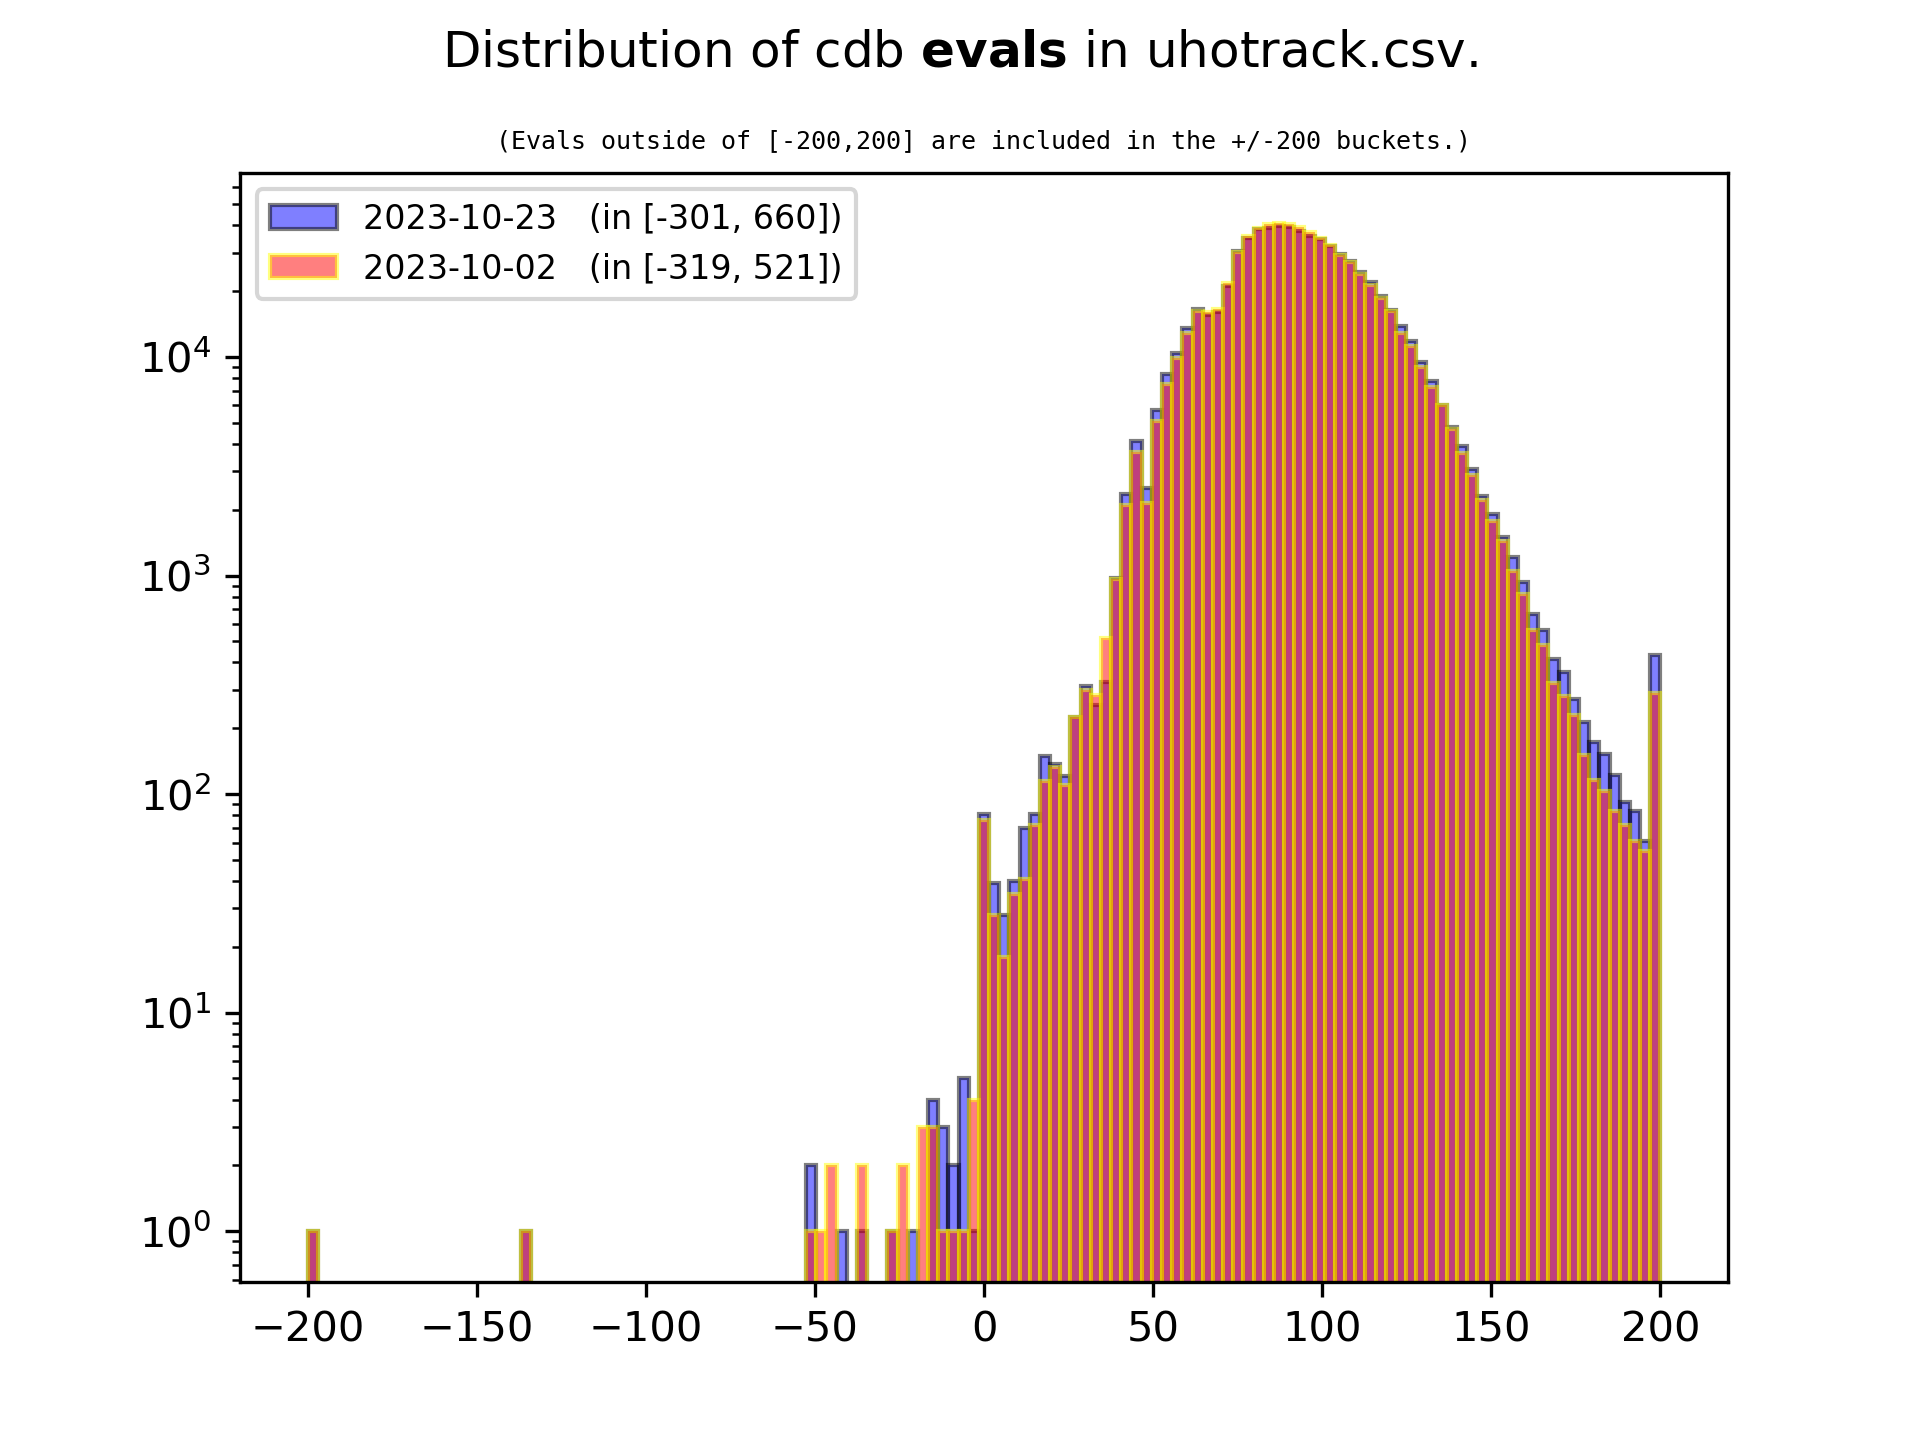 Distribution of cdb evals in uhotrack.csv.
(Evals outside of [-200,200] are included in the +/-200 buckets.)
2023-10-23 (in [-301, 660])
2023-10-02 (in [-319, 521])
10⁴
10³
10²
10¹
10⁰
−200 −150 −100 −50 0 50 100 150 200